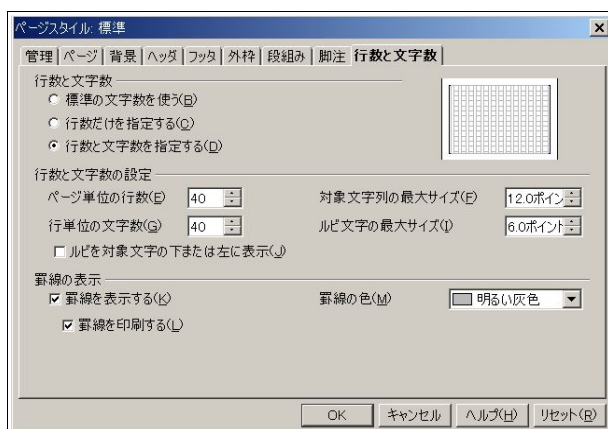 ページスタイル: 標準
管理 ページ 背景 ヘッダ フッタ 外枠 段組み 脚注 行数と文字数
行数と文字数
標準の文字数を使う(B)
行数だけを指定する(C)
行数と文字数を指定する(D)
行数と文字数の設定
ページ単位の行数(E) 40 対象文字列の最大サイズ(F) 12.0ポイン
行単位の文字数(G) 40 ルビ文字の最大サイズ(I) 6.0ポイント
ルビを対象文字の下または左に表示(J)
罫線の表示
罫線を表示する(K) 罫線の色(M) 明るい灰色
罫線を印刷する(L)
OK キャンセル ヘルプ(H) リセット(R)